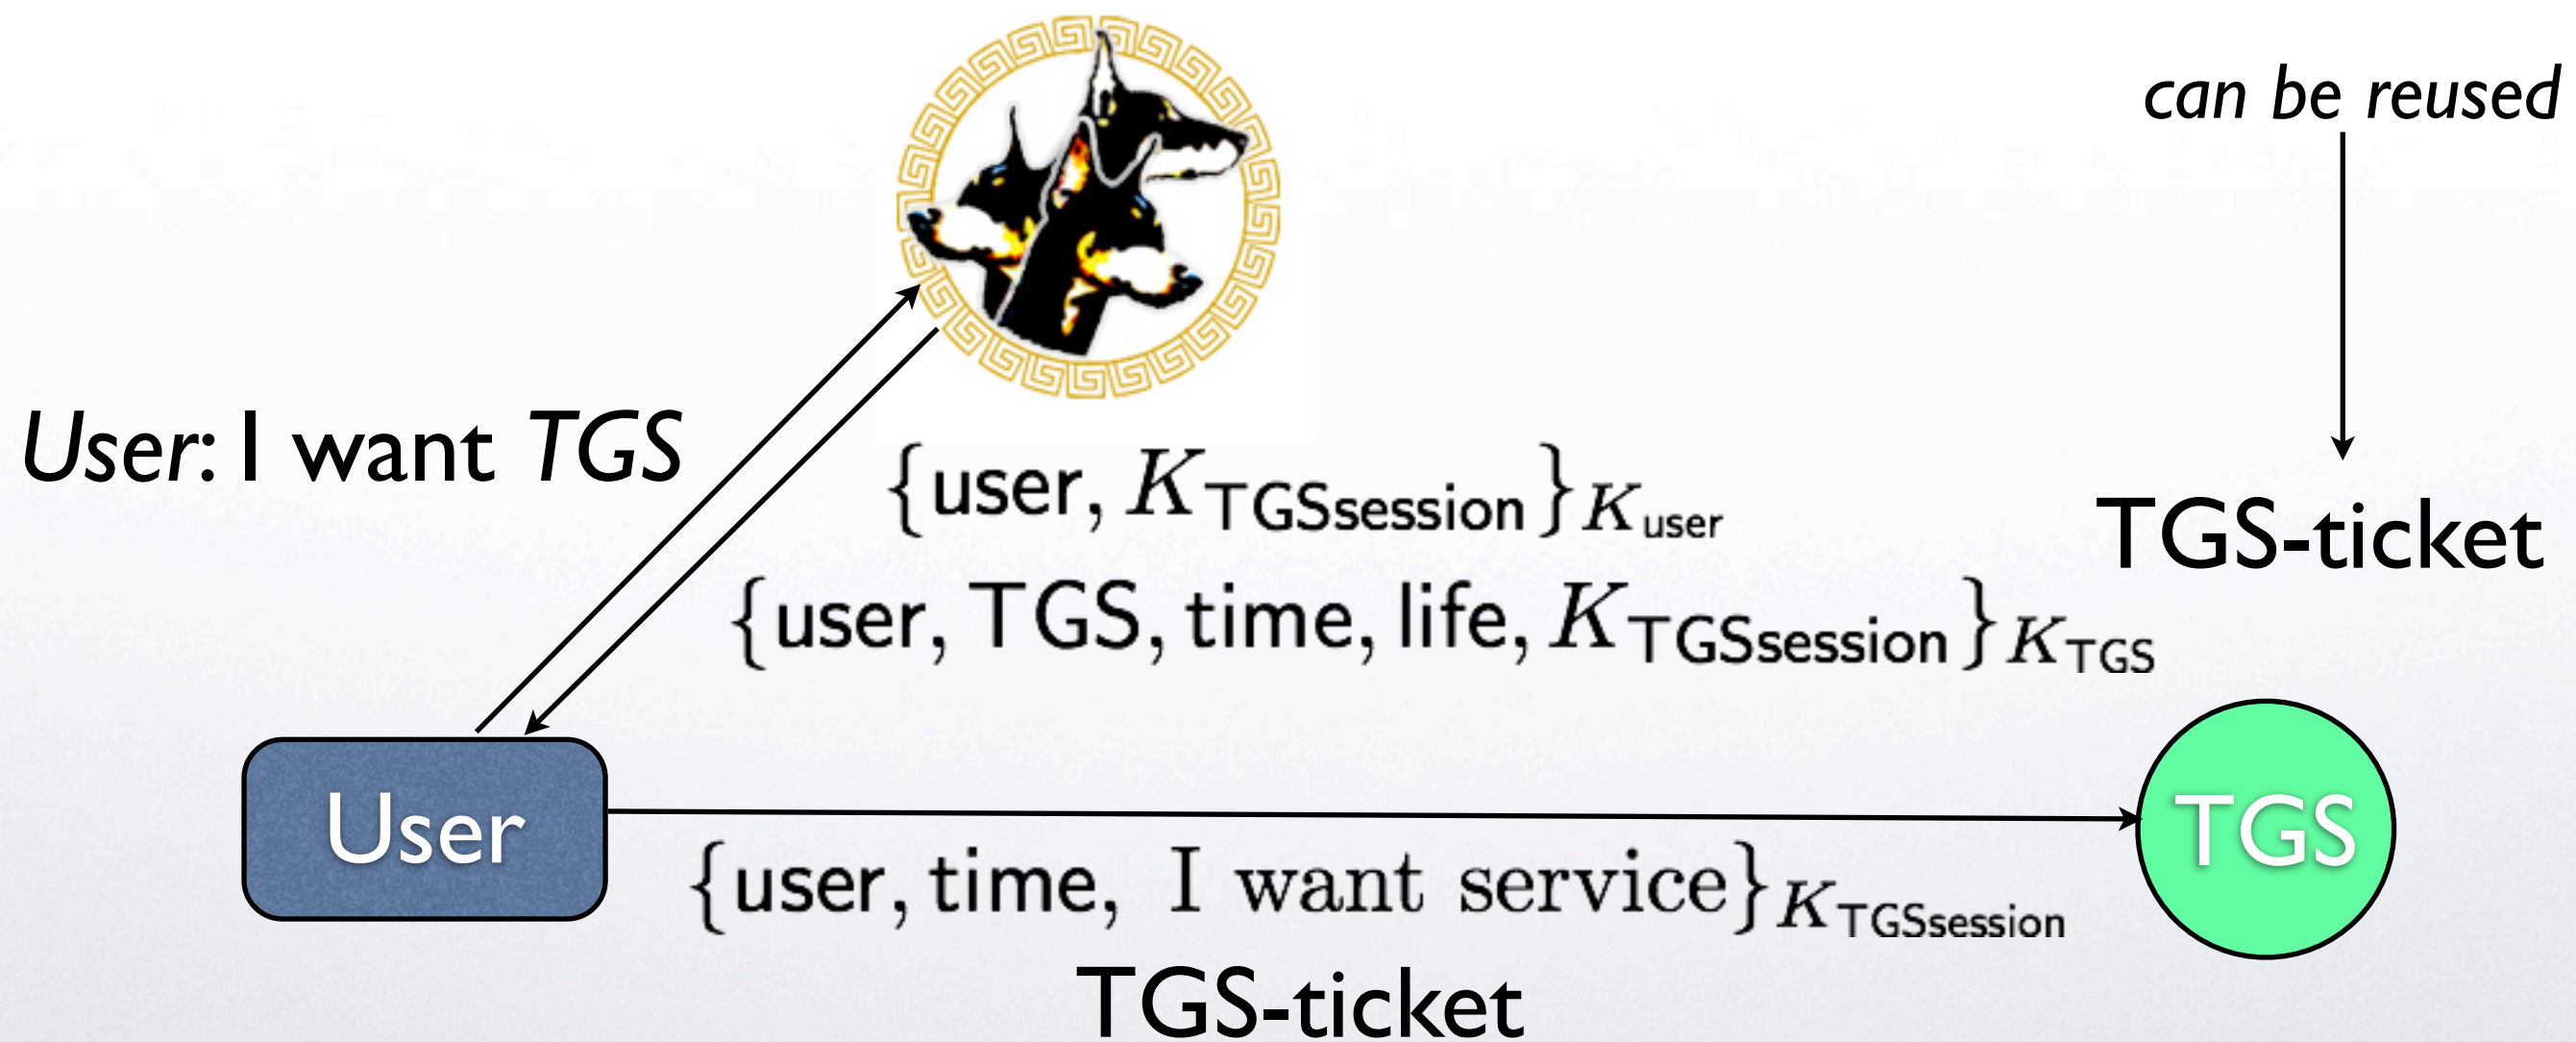 can be reused
User: I want TGS
{user, K_TGSsession}K_user
TGS-ticket
{user, TGS, time, life, K_TGSsession}K_TGS
User
TGS
{user, time, I want service}K_TGSsession
TGS-ticket